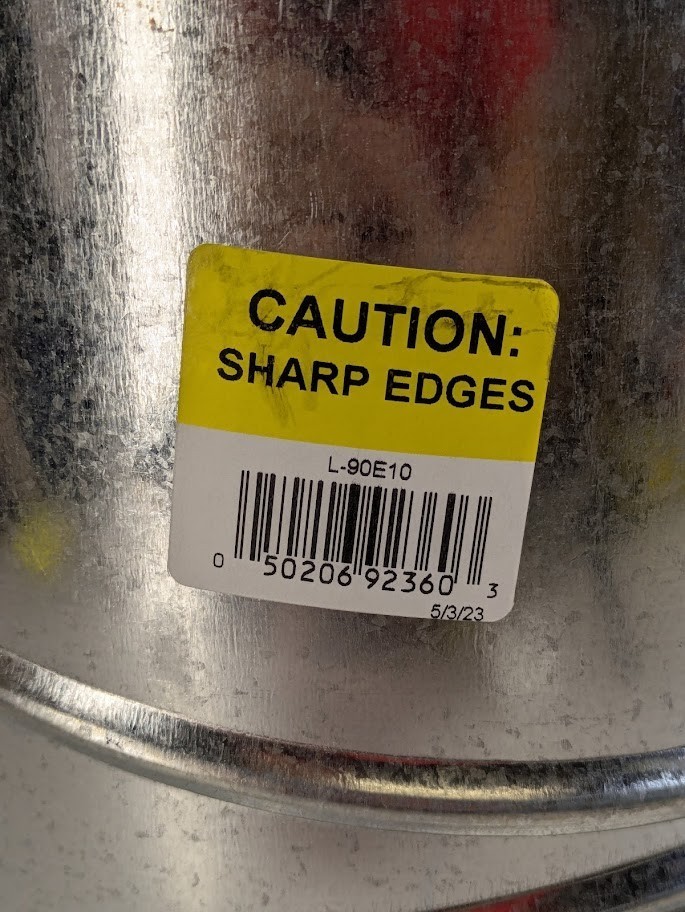 CAUTION:
SHARP EDGES
L-90E10
0 50206 92360 3
5/3/23